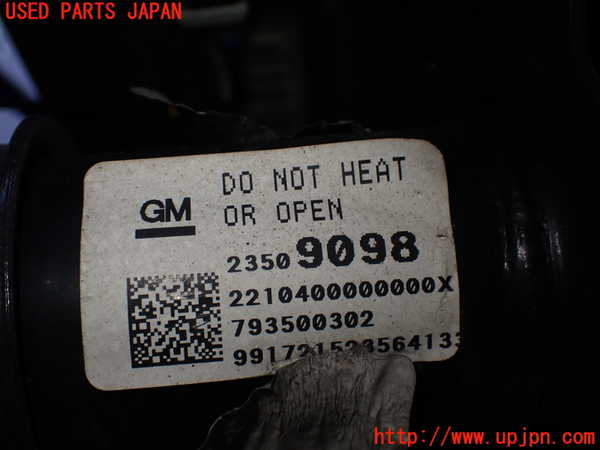 USED PARTS JAPAN
GM
DO NOT HEAT
OR OPEN
23509098
2210400000000X
793500302
http://www.upjpn.com/